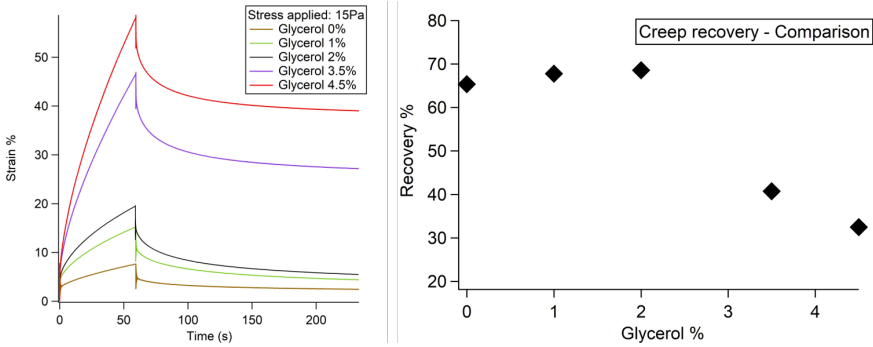 Stress applied: 15Pa
Glycerol 0%
Glycerol 1%
Glycerol 2%
Glycerol 3.5%
Glycerol 4.5%
50
40
30
20
10
0
Strain %
0
50
100
150
200
Time (s)
Creep recovery - Comparison
80
70
60
50
40
30
20
Recovery %
0
1
2
3
4
Glycerol %